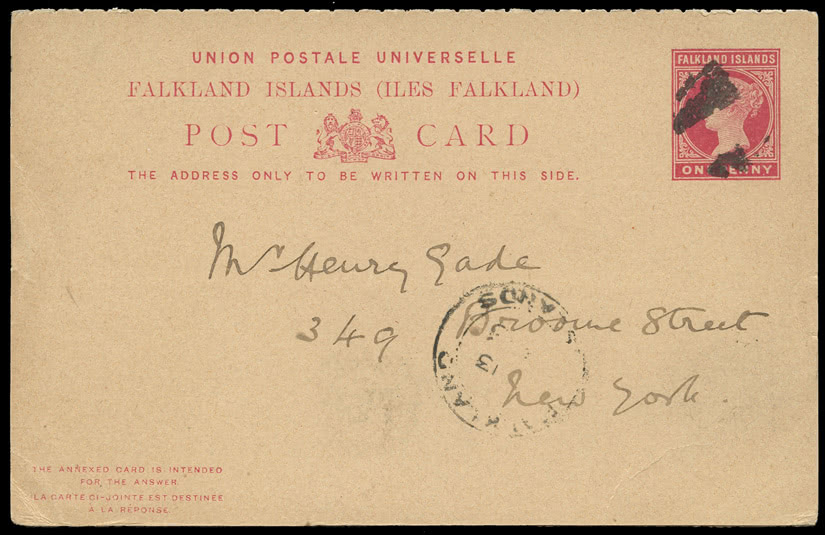 UNION POSTALE UNIVERSELLE
FALKLAND ISLANDS (ILES FALKLAND)
POST CARD
THE ADDRESS ONLY TO BE WRITTEN ON THIS SIDE.
FALKLAND ISLANDS
ONE PENNY
Mr Henry Gade
349 Broome Street
New York.
FALKLAND
13
THE ANNEXED CARD IS INTENDED
FOR THE ANSWER.
LA CARTE CI-JOINTE EST DESTINÉE
A LA RÉPONSE